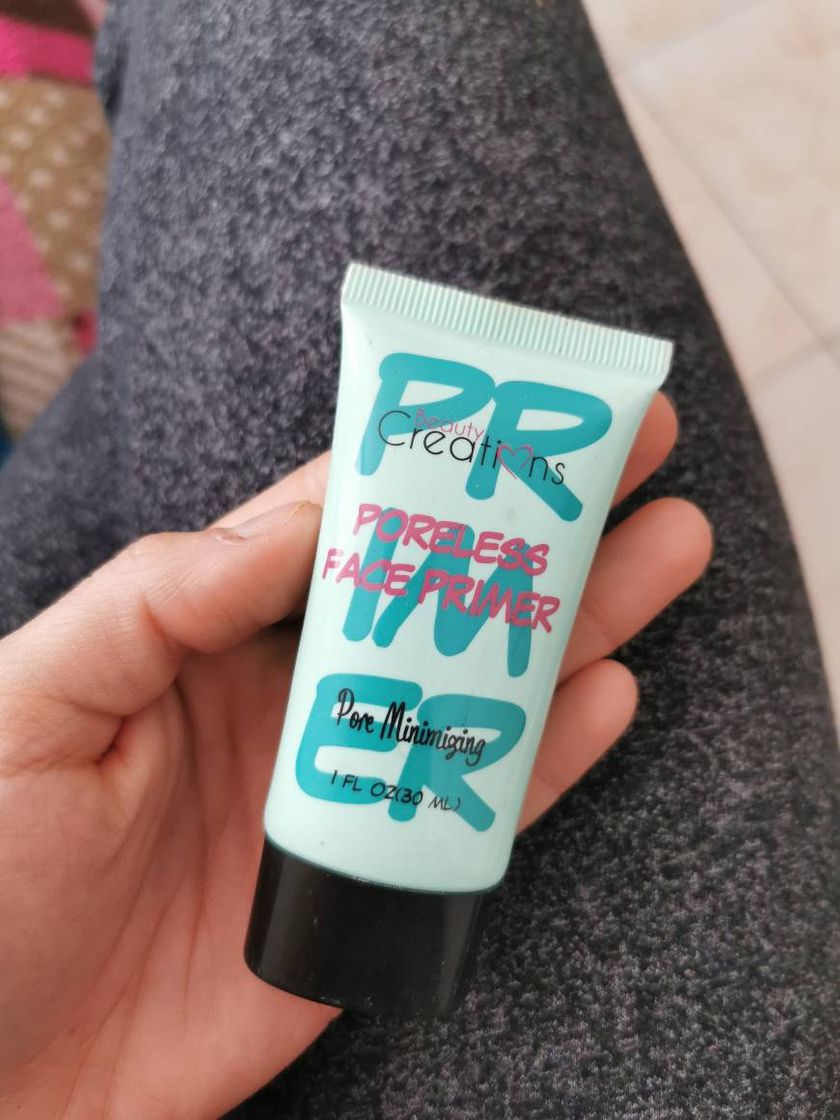 PR
Beauty
Creations
PORELESS
FACE PRIMER
IM
ER
Pore Minimizing
1 FL OZ(30 ML)